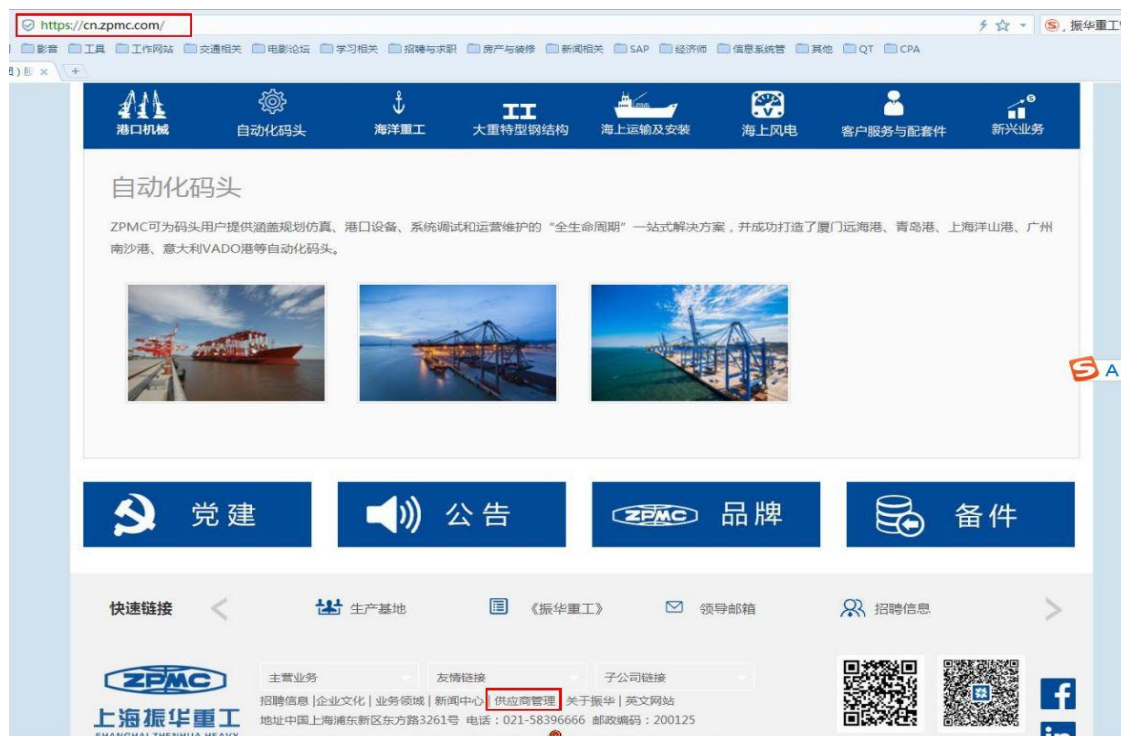 https://cn.zpmc.com/
振华重工
影音 工具 工作网站 交通相关 电影论坛 学习相关 招聘与求职 房产与装修 新闻相关 SAP 经济师 信息系统管 其他 QT CPA
港口机械 自动化码头 海洋重工 大重特型钢结构 海上运输及安装 海上风电 客户服务与配套件 新兴业务
自动化码头
ZPMC可为码头用户提供涵盖规划仿真、港口设备、系统调试和运营维护的“全生命周期”一站式解决方案，并成功打造了厦门远海港、青岛港、上海洋山港、广州
南沙港、意大利VADO港等自动化码头。
A
党建 公告 ZPMC 品牌 备件
快速链接 生产基地 《振华重工》 领导邮箱 招聘信息
ZPMC
主营业务 友情链接 子公司链接
招聘信息 |企业文化 | 业务领域 | 新闻中心 | 供应商管理 | 关于振华 | 英文网站
上海振华重工
地址中国上海浦东新区东方路3261号 电话：021-58396666 邮政编码：200125
SHANGHAI ZHENHUA HEAVY